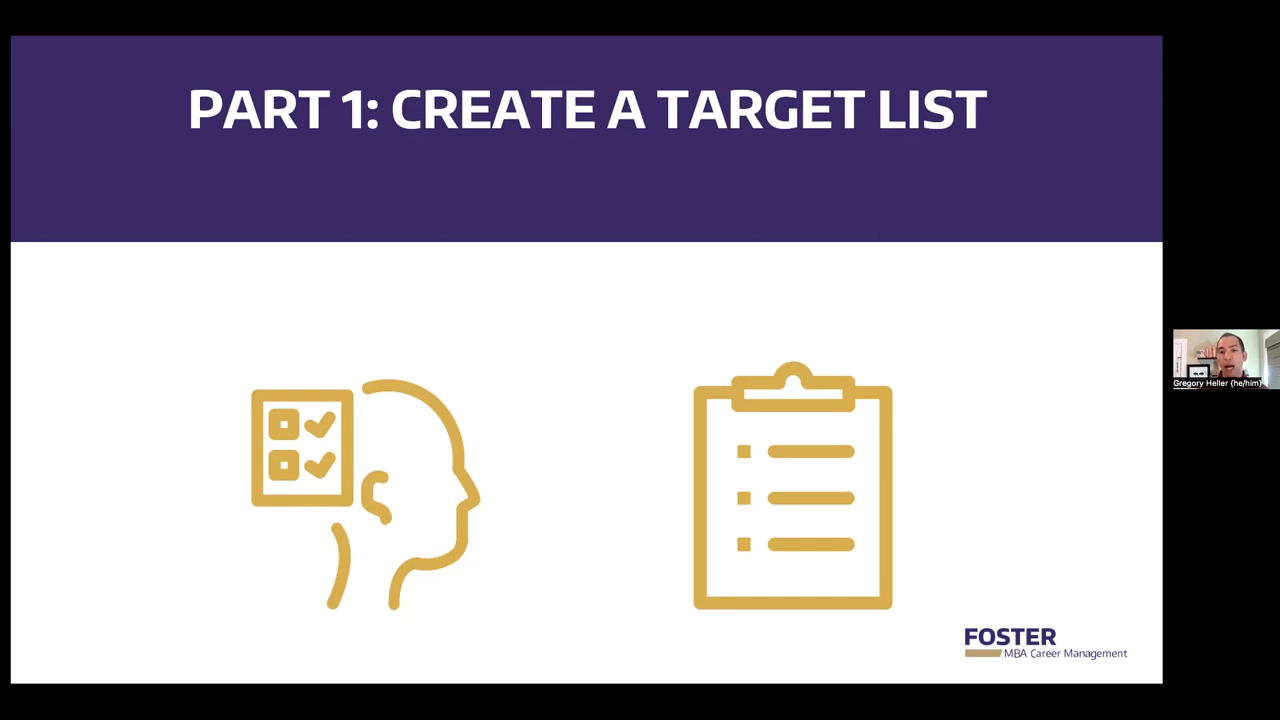 PART 1: CREATE A TARGET LIST
Gregory Heller (he/him)
FOSTER
MBA Career Management